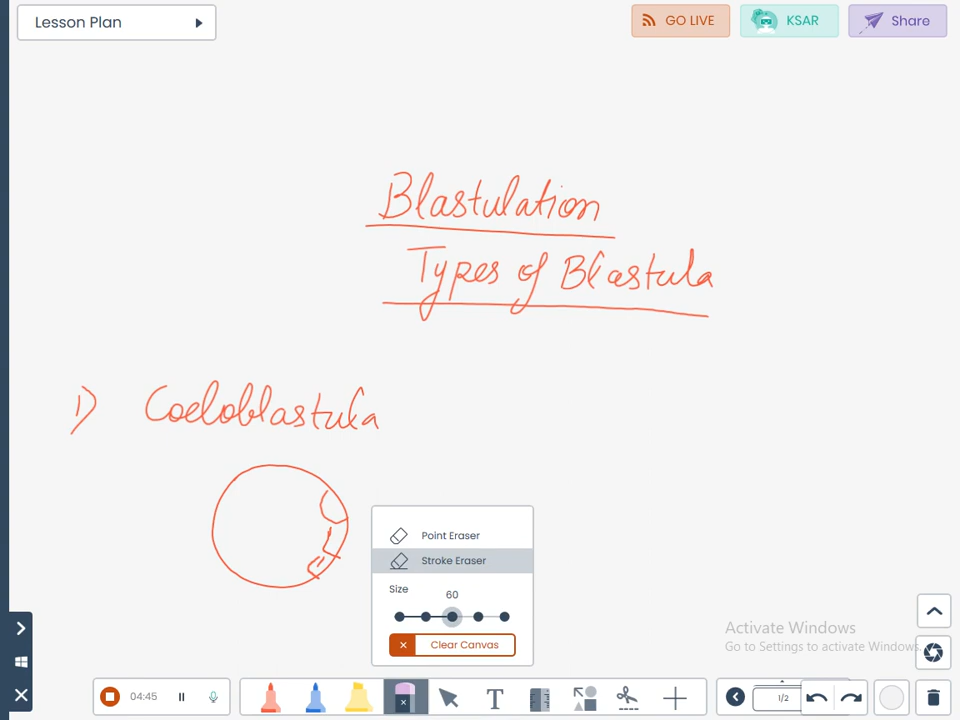 Lesson Plan
GO LIVE
KSAR
Share
Blastulation
Types of Blastula
1) Coeloblastula
Point Eraser
Stroke Eraser
Size
60
Clear Canvas
Activate Windows
Go to Settings to activate Windows.
04:45
T
1/2